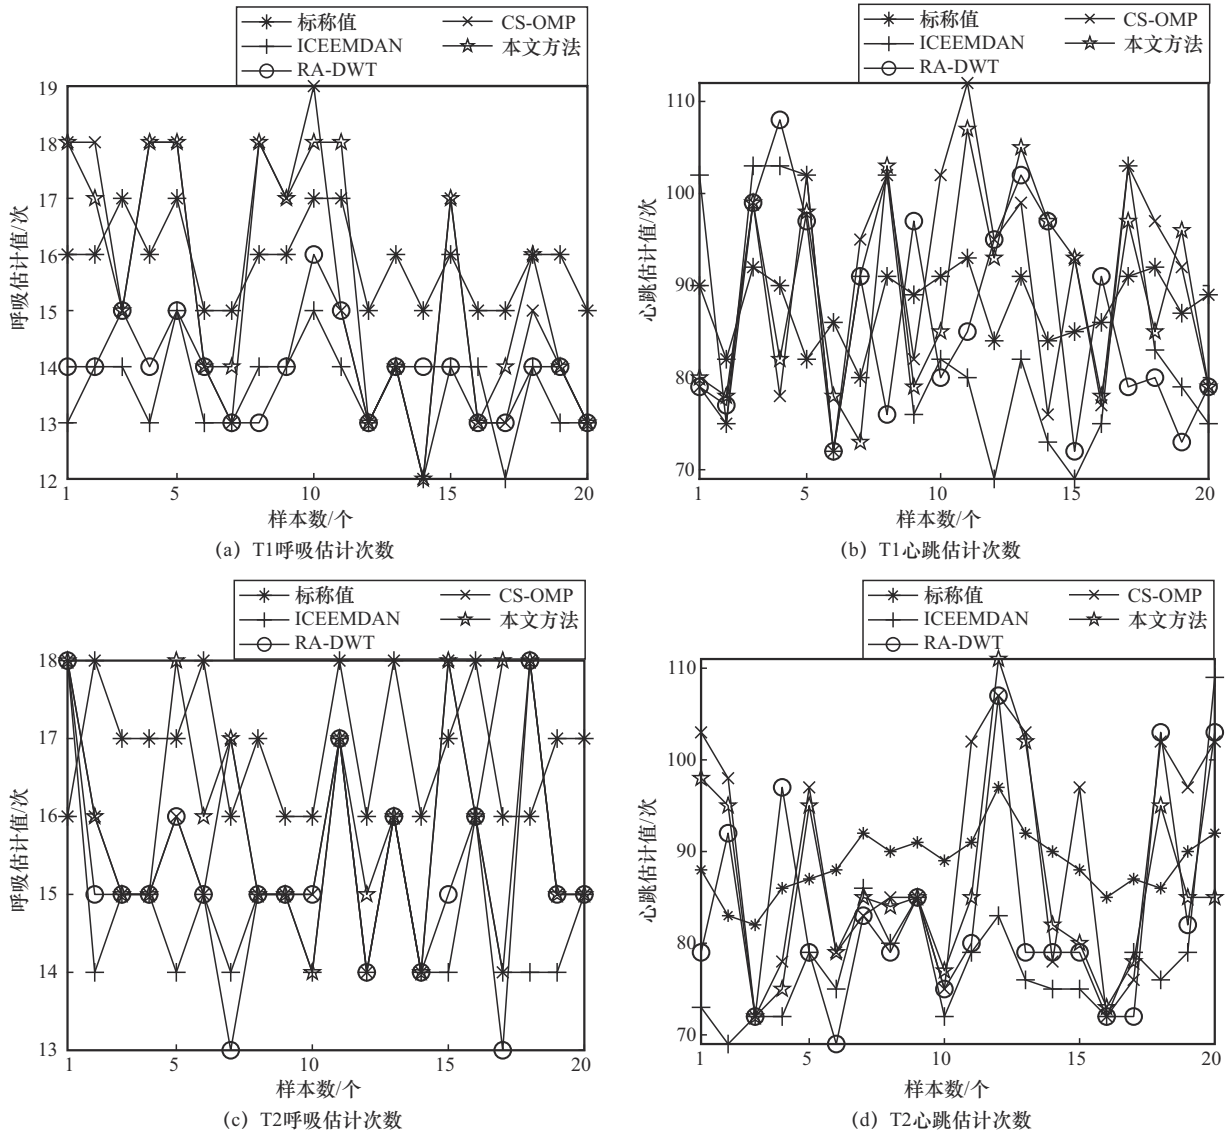 标称值
CS-OMP
ICEEMDAN
本文方法
RA-DWT
呼吸估计值/次
19
18
17
16
15
14
13
12
1
5
10
15
20
样本数/个
(a) T1呼吸估计次数
标称值
CS-OMP
ICEEMDAN
本文方法
RA-DWT
心跳估计值/次
110
100
90
80
70
1
5
10
15
20
样本数/个
(b) T1心跳估计次数
标称值
CS-OMP
ICEEMDAN
本文方法
RA-DWT
呼吸估计值/次
18
17
16
15
14
13
1
5
10
15
20
样本数/个
(c) T2呼吸估计次数
标称值
CS-OMP
ICEEMDAN
本文方法
RA-DWT
心跳估计值/次
110
100
90
80
70
1
5
10
15
20
样本数/个
(d) T2心跳估计次数